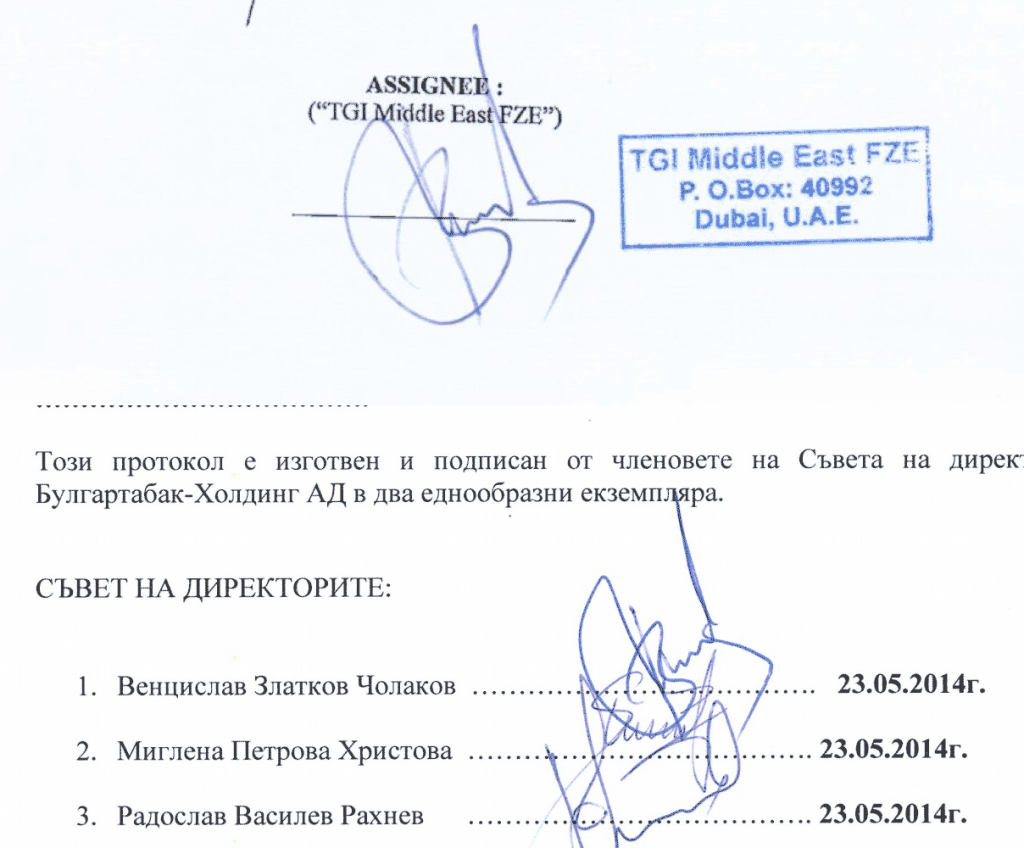 ASSIGNEE :
(“TGI Middle East FZE”)
TGI Middle East FZE
P. O.Box: 40992
Dubai, U.A.E.
Този протокол е изготвен и подписан от членовете на Съвета на директ
Булгартабак-Холдинг АД в два еднообразни екземпляра.
СЪВЕТ НА ДИРЕКТОРИТЕ:
1. Венцислав Златков Чолаков ........................................ 23.05.2014г.
2. Миглена Петрова Христова ........................................ 23.05.2014г.
3. Радослав Василев Рахнев ........................................ 23.05.2014г.